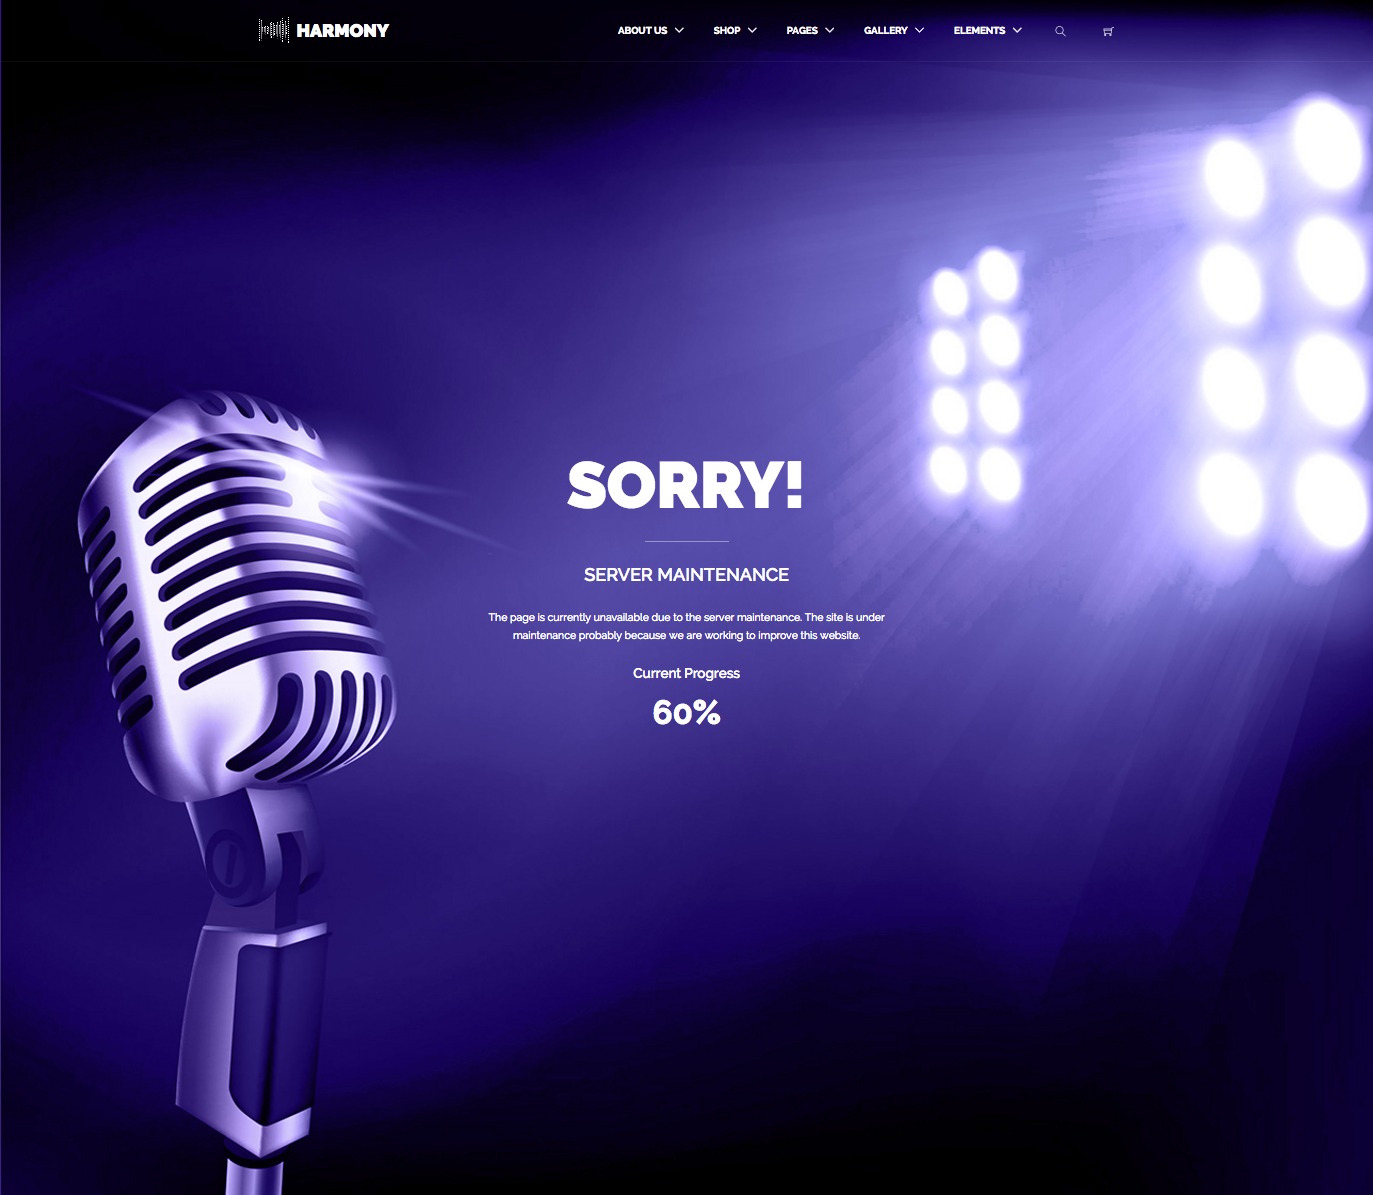 HARMONY
ABOUT US
SHOP
PAGES
GALLERY
ELEMENTS
SORRY!
SERVER MAINTENANCE
The page is currently unavailable due to the server maintenance. The site is under
maintenance probably because we are working to improve this website.
Current Progress
60%